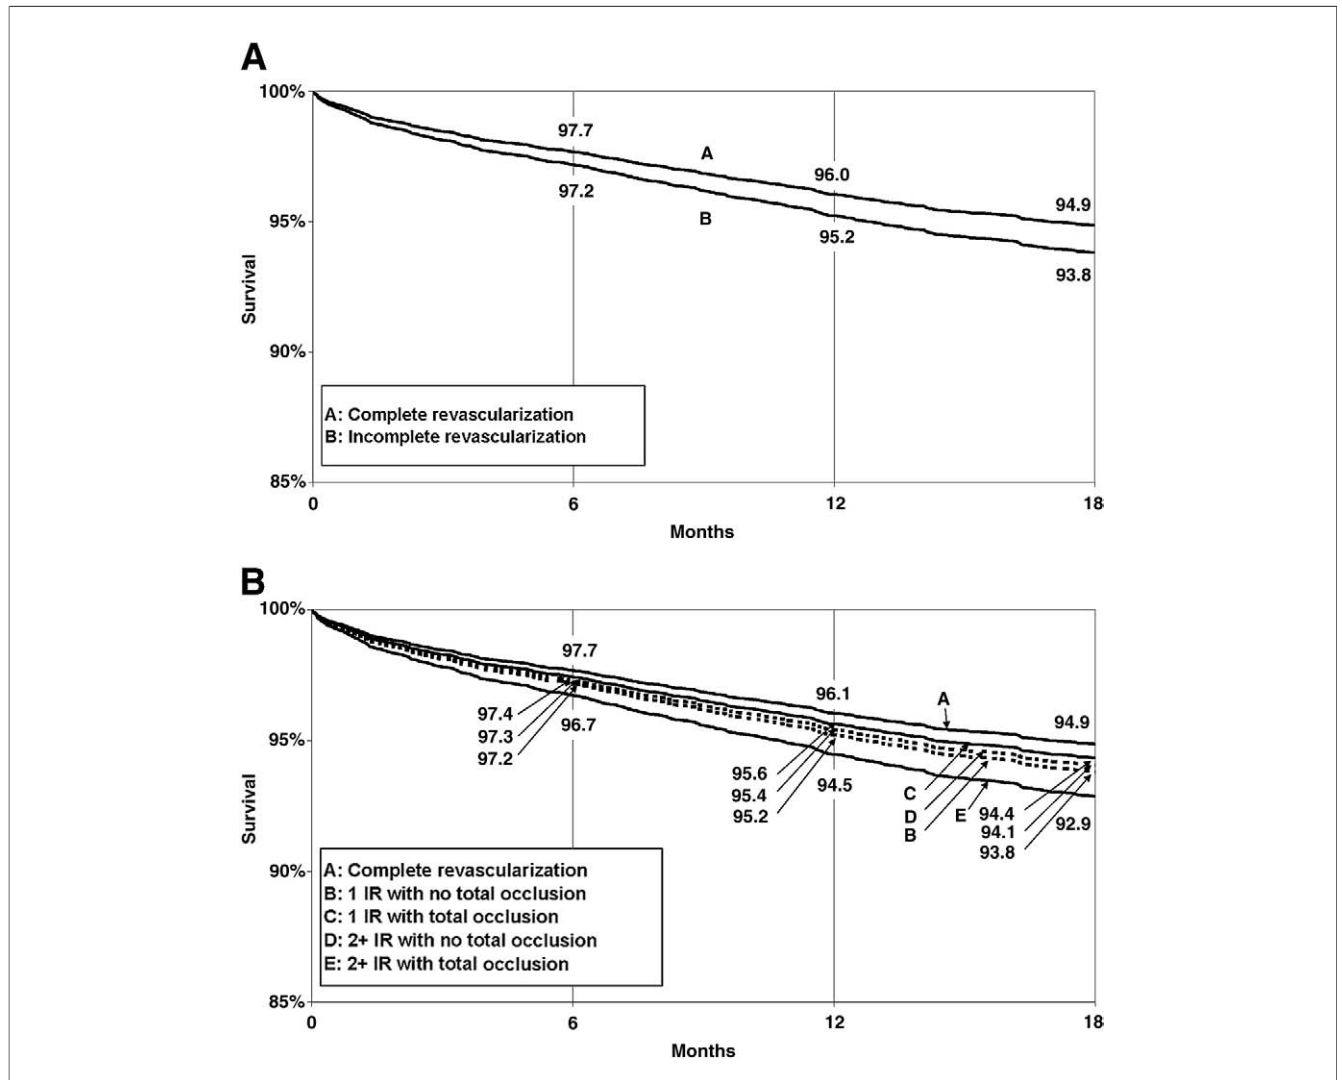 A
100%
97.7
A
96.0
94.9
97.2
B
95.2
95%
93.8
Survival
90%
A: Complete revascularization
B: Incomplete revascularization
85%
0
6
12
18
Months
B
100%
97.7
96.1
A
94.9
97.4
97.3
97.2
96.7
95%
95.6
95.4
95.2
94.5
C
D
B
E
94.4
94.1
93.8
92.9
Survival
90%
A: Complete revascularization
B: 1 IR with no total occlusion
C: 1 IR with total occlusion
D: 2+ IR with no total occlusion
E: 2+ IR with total occlusion
85%
0
6
12
18
Months